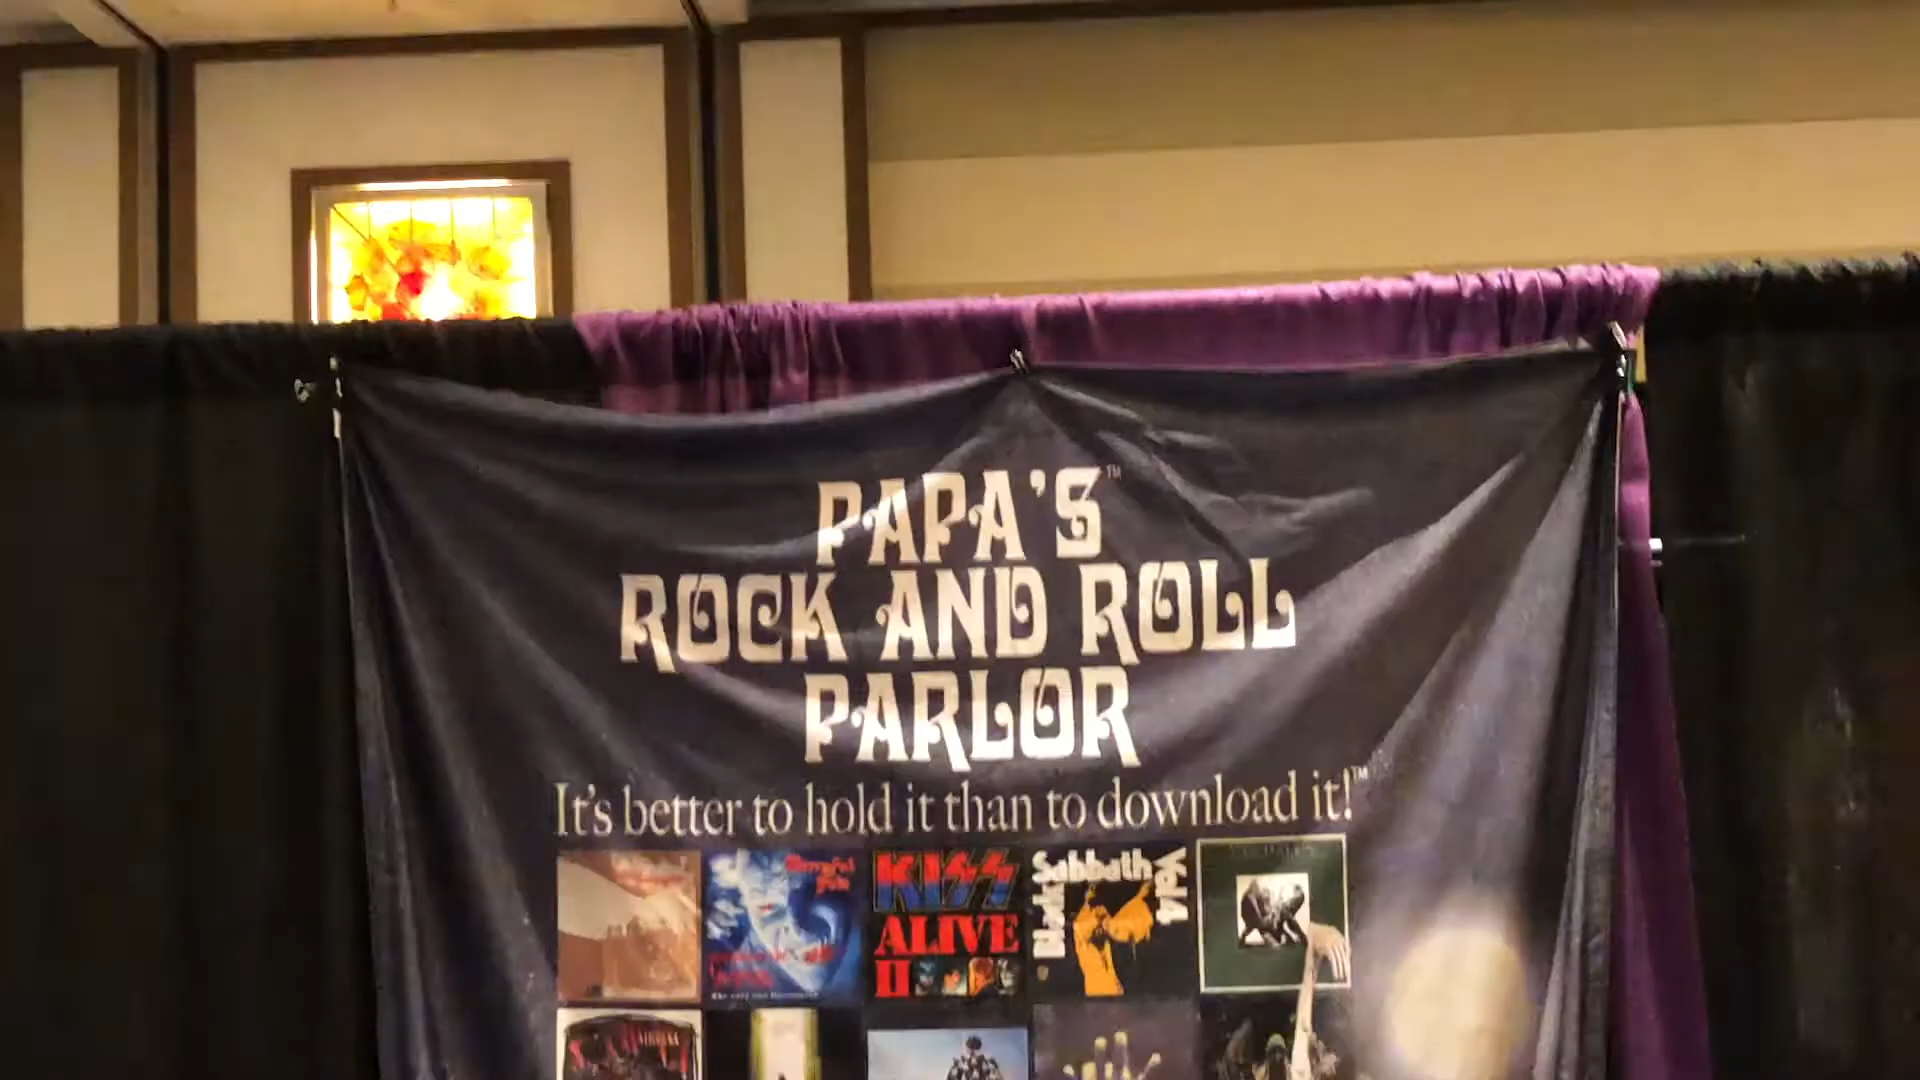 PAPA'S™
ROCK AND ROLL
PARLOR
It's better to hold it than to download it!™
KISS
ALIVE
II
Black Sabbath Vol 4
NIRVANA